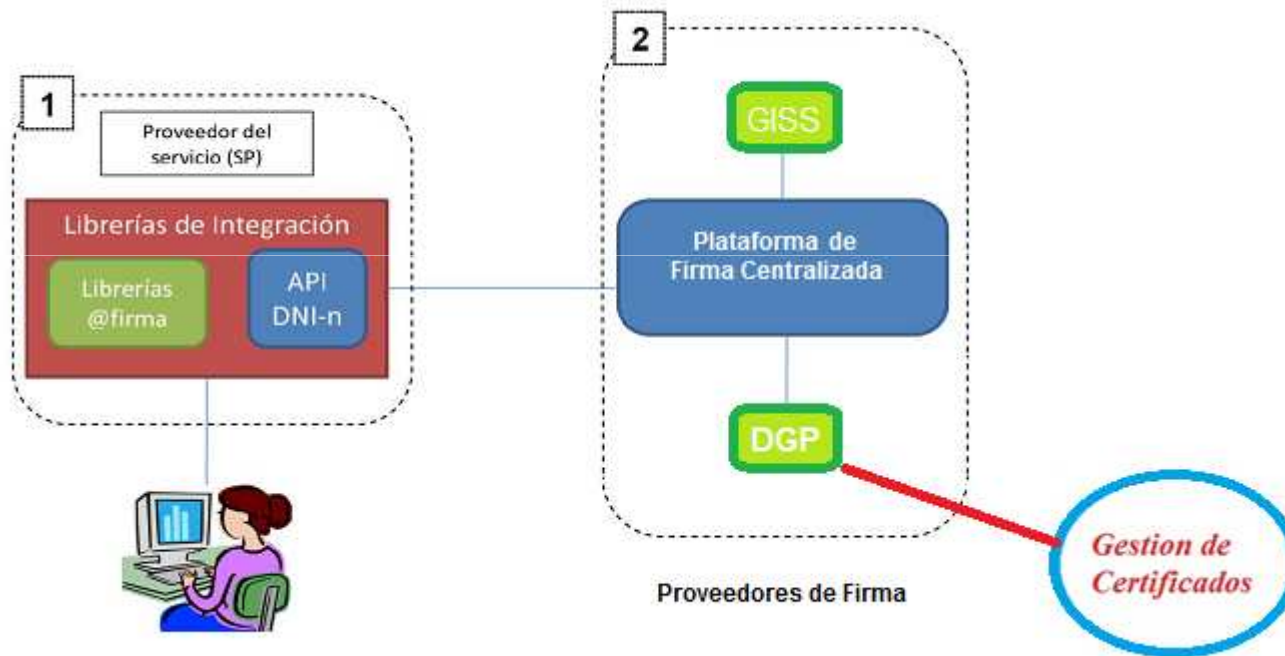 1
Proveedor del
servicio (SP)
Librerías de Integración
Librerías
@firma
API
DNI-n
2
GISS
Plataforma de
Firma Centralizada
DGP
Proveedores de Firma
Gestion de
Certificados